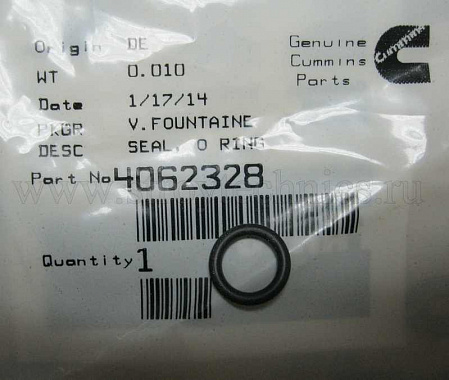 Origin DE
WT 0.010
Date 1/17/14
PKGR V.FOUNTAINE
DESC SEAL, O RING
Part No 4062328
Quantity 1
Genuine
Cummins
Parts
Cummins